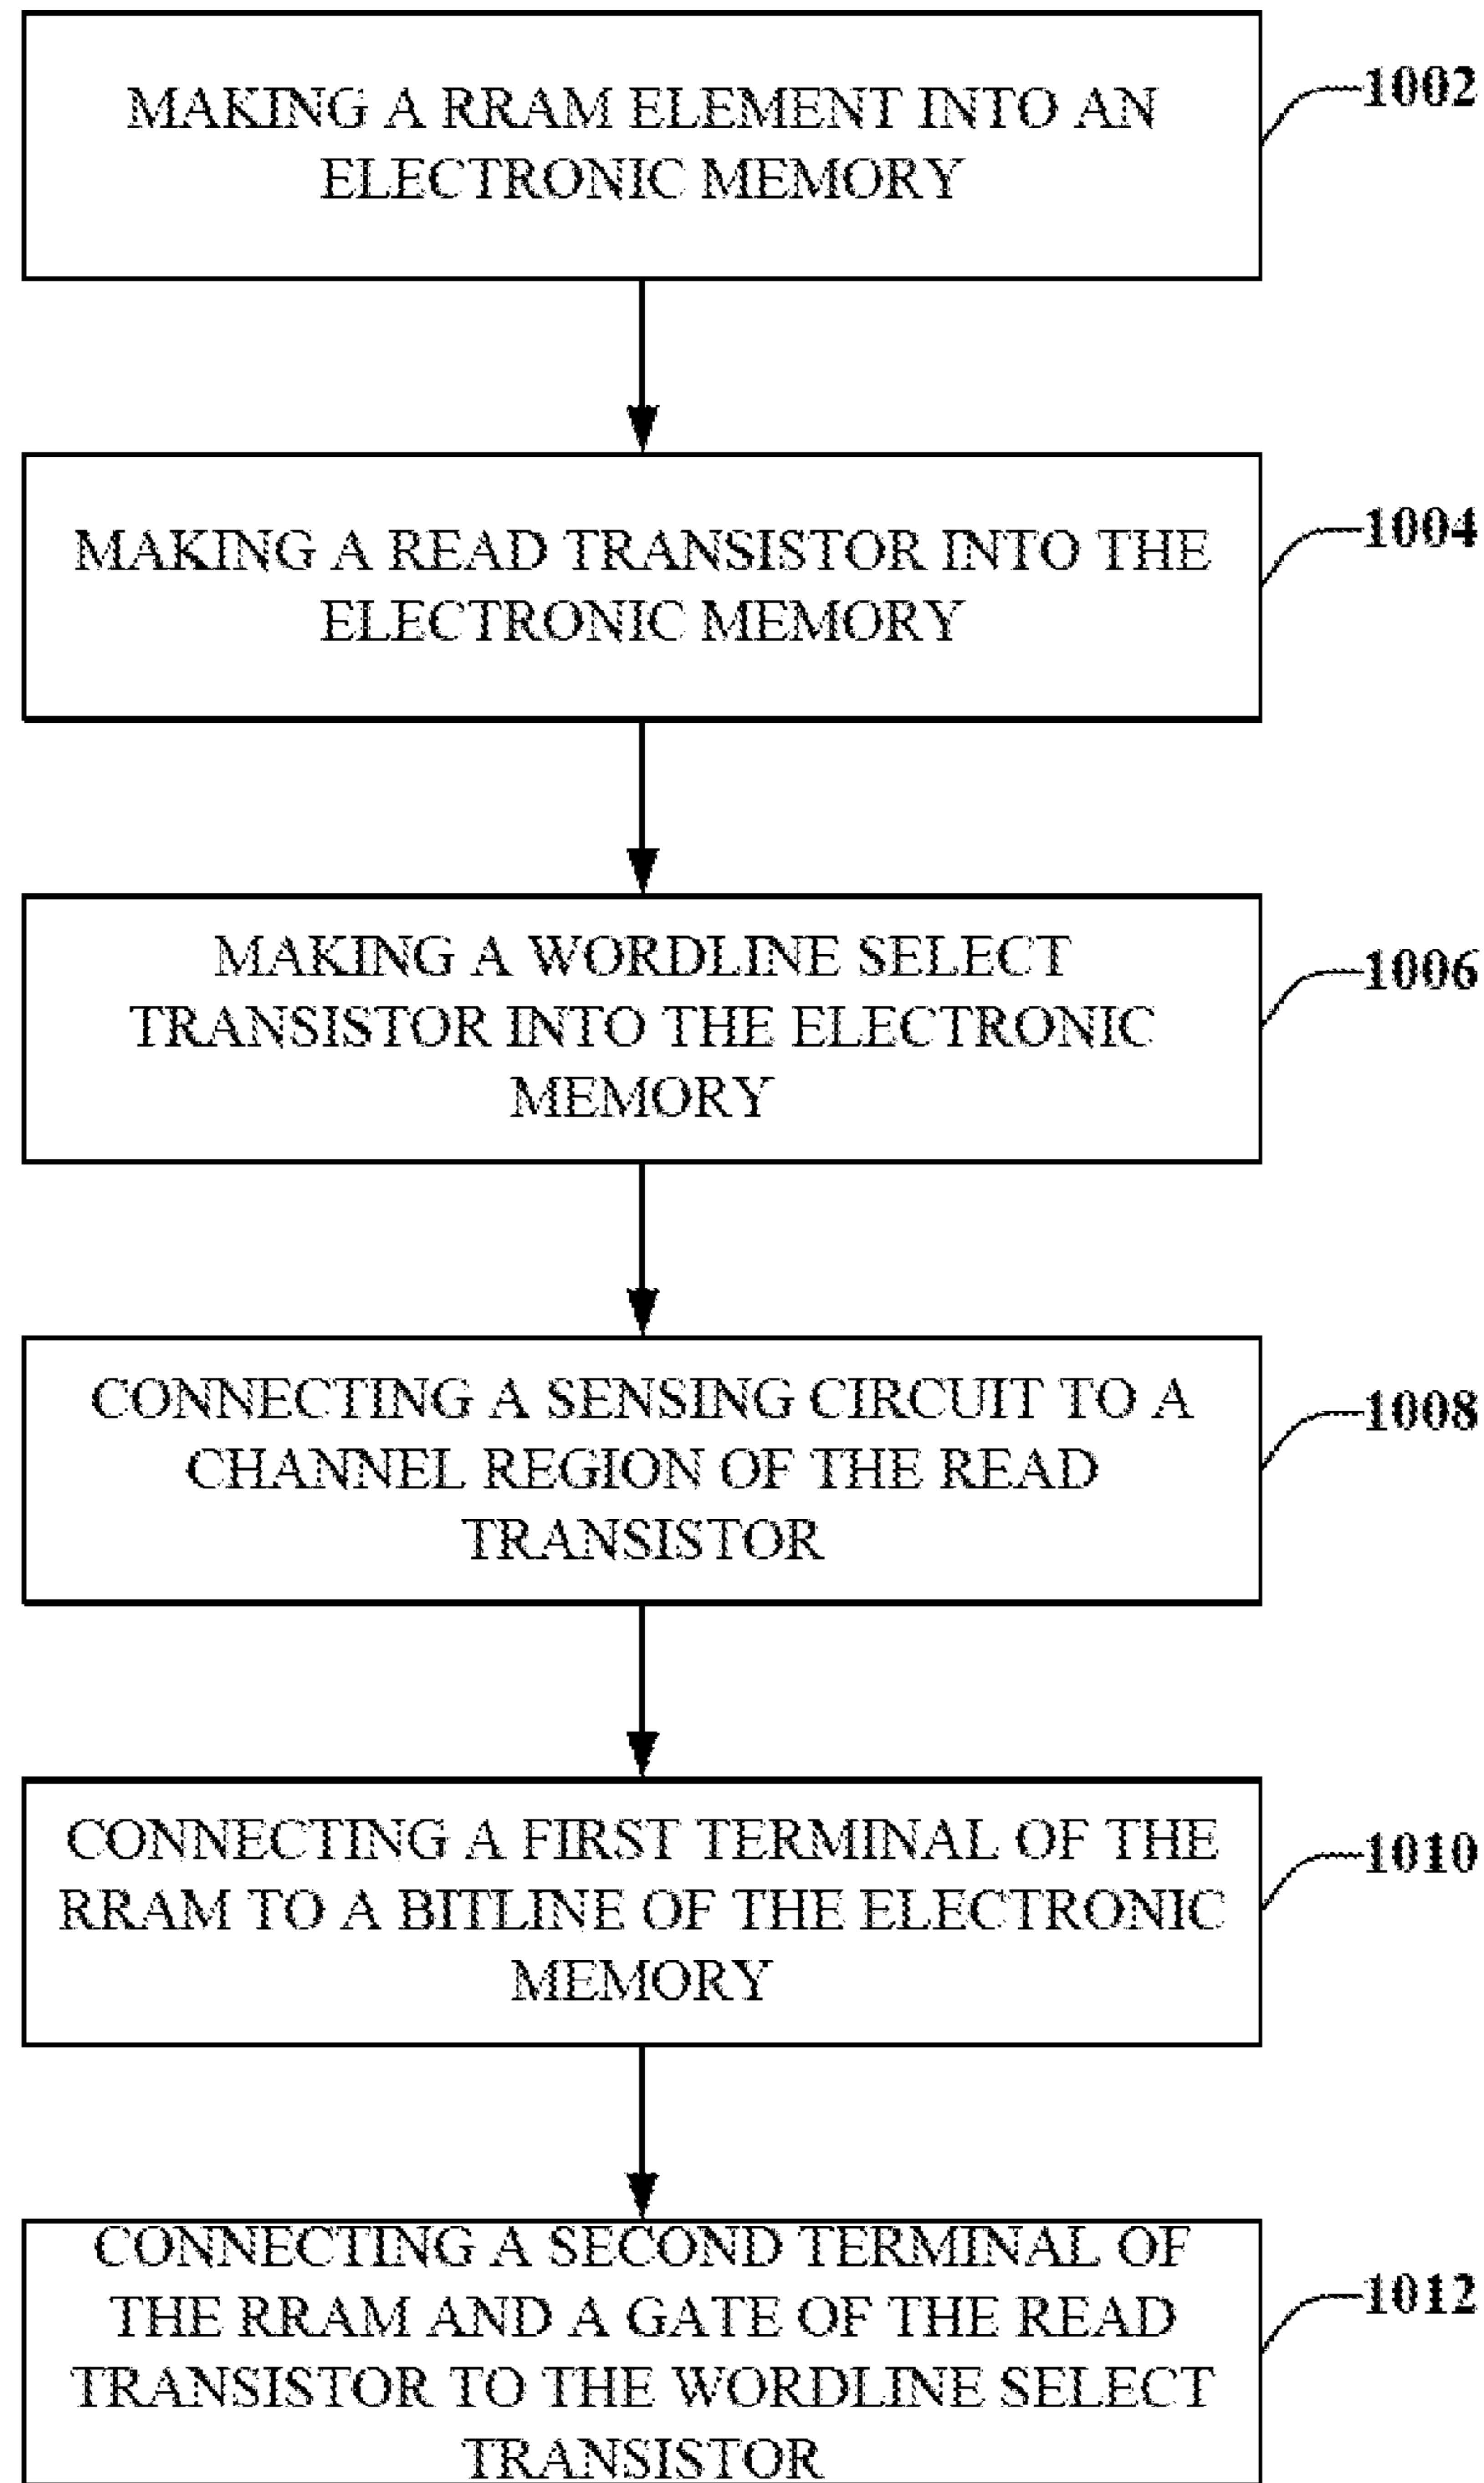 MAKING A RRAM ELEMENT INTO AN
ELECTRONIC MEMORY
1002
MAKING A READ TRANSISTOR INTO THE
ELECTRONIC MEMORY
1004
MAKING A WORDLINE SELECT
TRANSISTOR INTO THE ELECTRONIC
MEMORY
1006
CONNECTING A SENSING CIRCUIT TO A
CHANNEL REGION OF THE READ
TRANSISTOR
1008
CONNECTING A FIRST TERMINAL OF THE
RRAM TO A BITLINE OF THE ELECTRONIC
MEMORY
1010
CONNECTING A SECOND TERMINAL OF
THE RRAM AND A GATE OF THE READ
TRANSISTOR TO THE WORDLINE SELECT
TRANSISTOR
1012